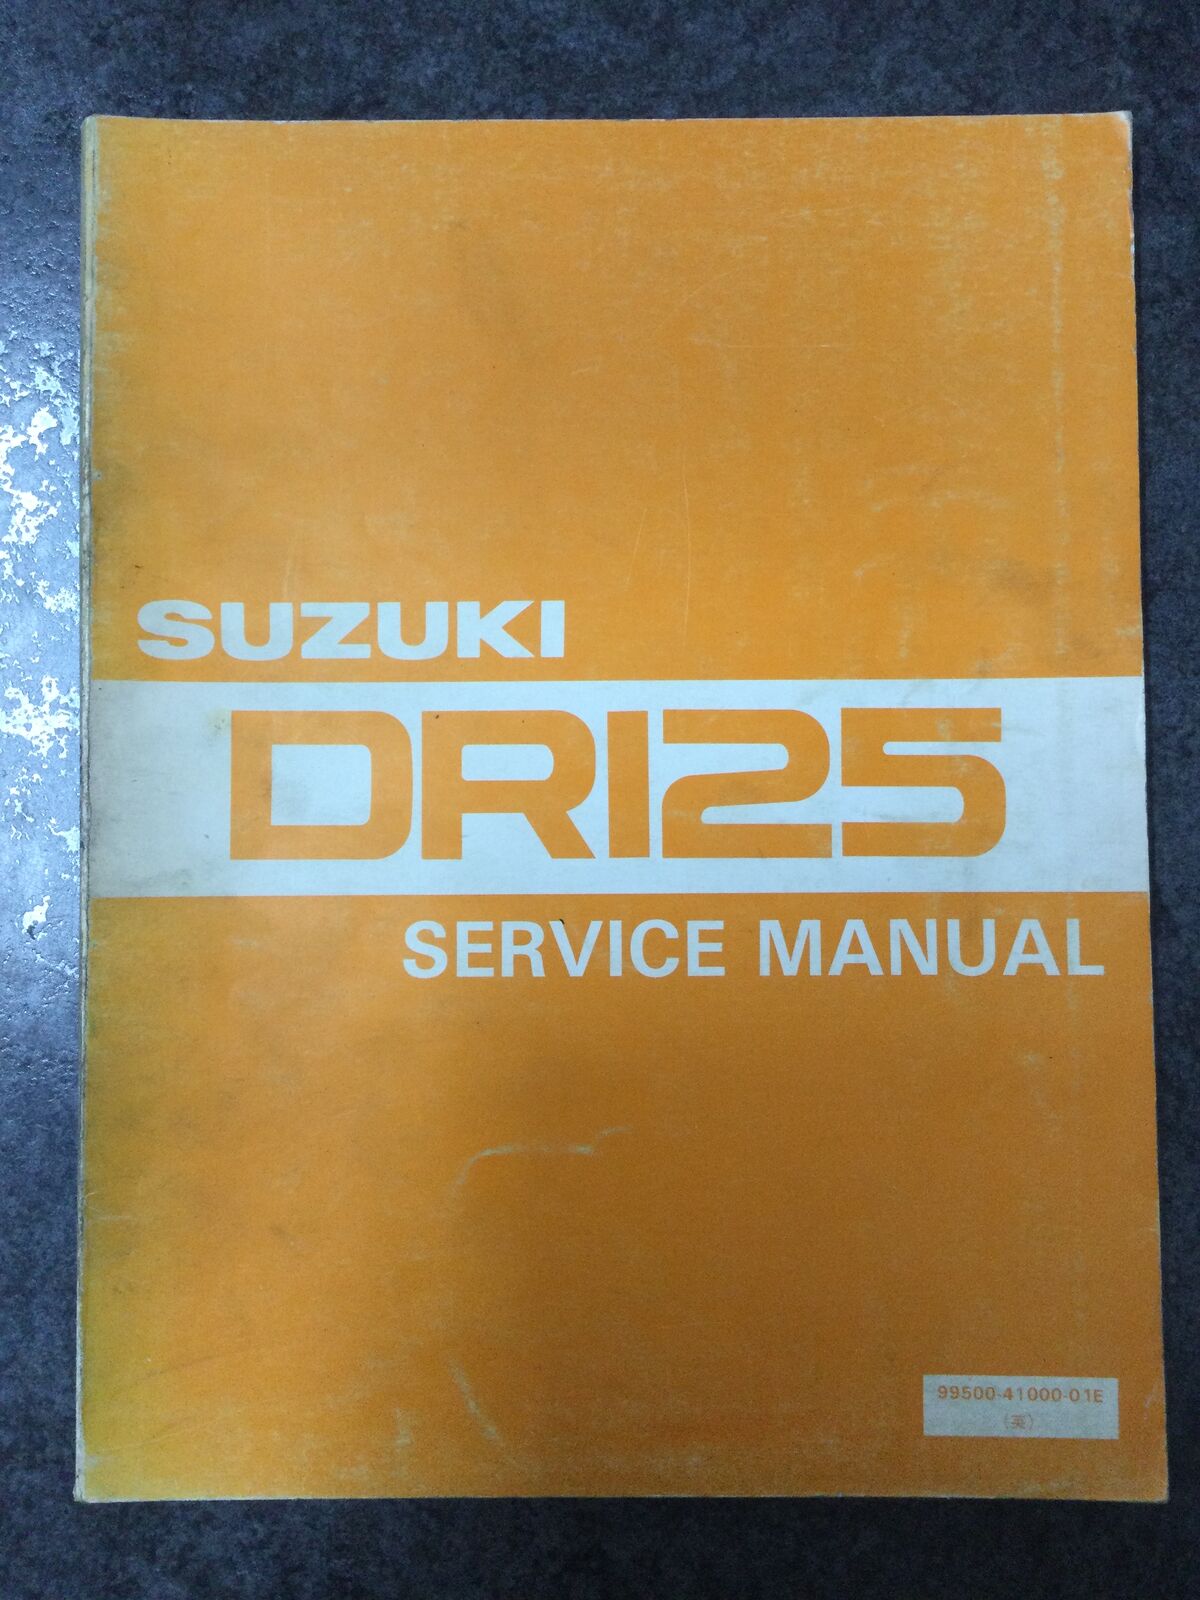 SUZUKI
DR125
SERVICE MANUAL
99500-41000-01E
(英)